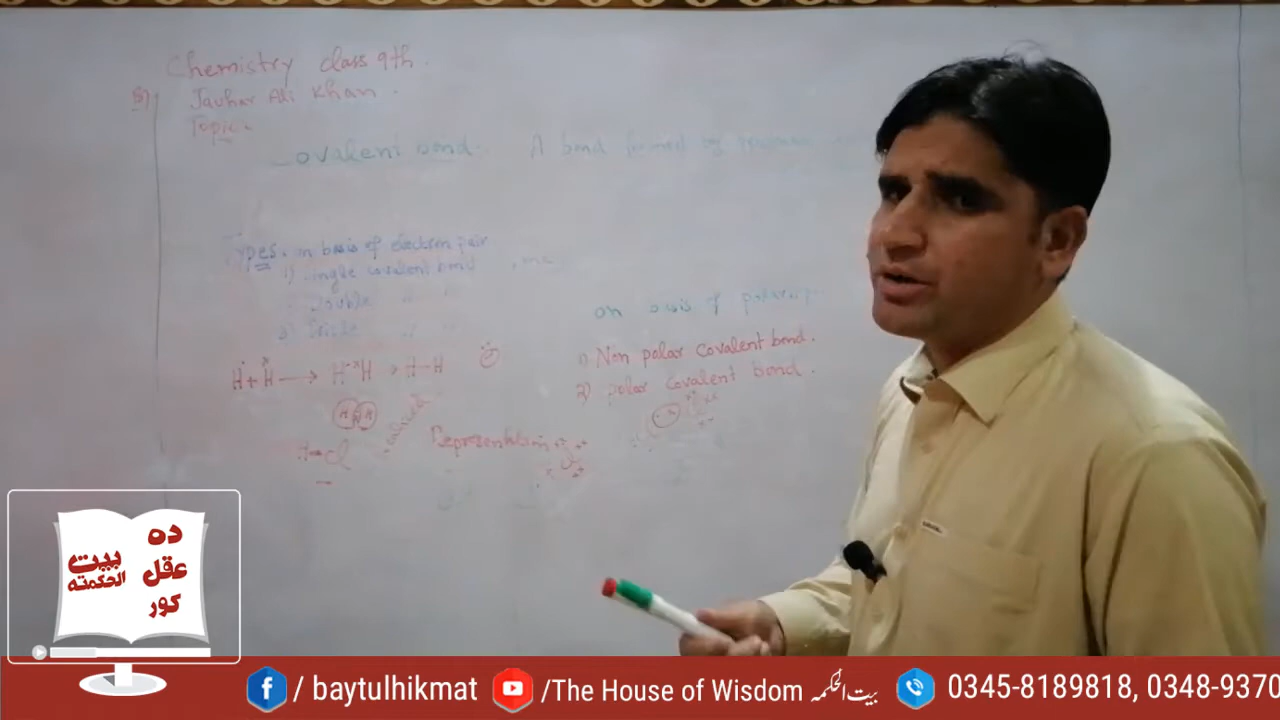 Chemistry class 9th.
By Jauhar Ali Khan.
Topic-
Covalent bond. A bond formed by
Types. on basis of electron pair
1) single covalent bond
Double " "
3) Triple " "
on basis of polarity
1) Non polar covalent bond.
2) polar covalent bond.
H + H → H·×H → H–H
H H
H–Cl
Representation
ده
عقل
کور
بیت
الحکمته
/ baytulhikmat
/The House of Wisdom بیت الحکمہ
0345-8189818, 0348-9370